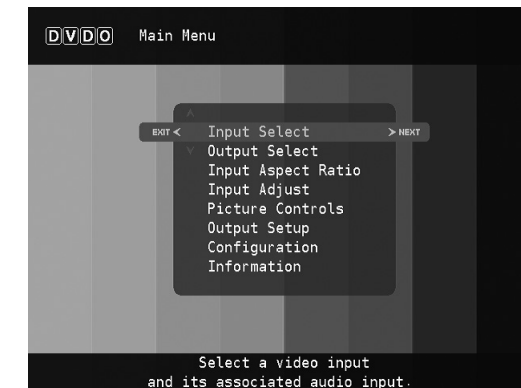 DVDO Main Menu
EXIT < Input Select > NEXT
Output Select
Input Aspect Ratio
Input Adjust
Picture Controls
Output Setup
Configuration
Information
Select a video input
and its associated audio input.